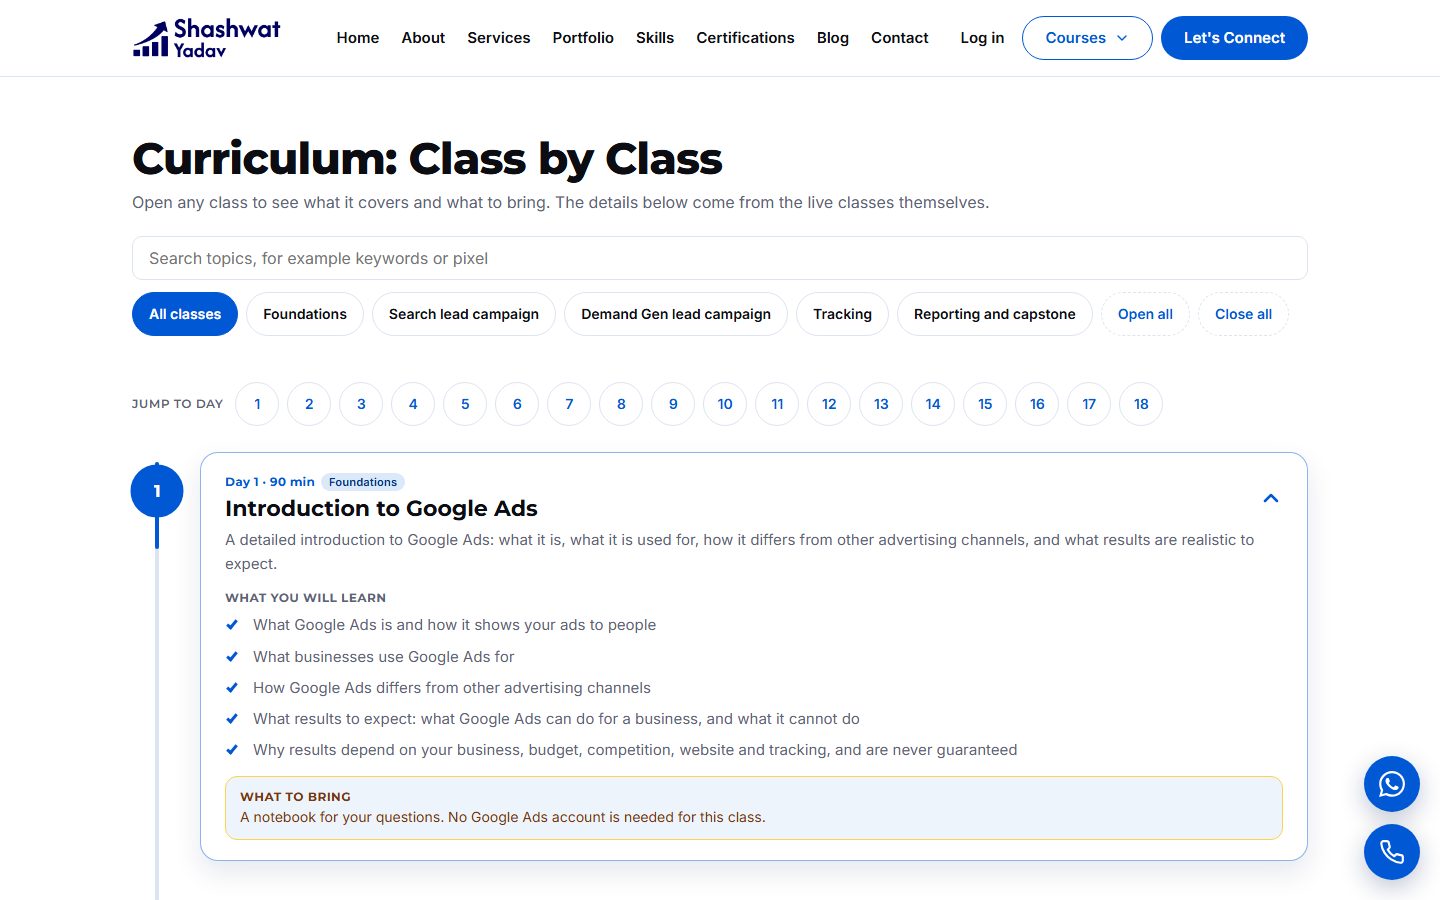 Shashwat
Yadav
Home About Services Portfolio Skills Certifications Blog Contact Log in Courses Let's Connect
Curriculum: Class by Class
Open any class to see what it covers and what to bring. The details below come from the live classes themselves.
Search topics, for example keywords or pixel
All classes Foundations Search lead campaign Demand Gen lead campaign Tracking Reporting and capstone Open all Close all
JUMP TO DAY 1 2 3 4 5 6 7 8 9 10 11 12 13 14 15 16 17 18
1
Day 1 · 90 min Foundations
Introduction to Google Ads
A detailed introduction to Google Ads: what it is, what it is used for, how it differs from other advertising channels, and what results are realistic to
expect.
WHAT YOU WILL LEARN
What Google Ads is and how it shows your ads to people
What businesses use Google Ads for
How Google Ads differs from other advertising channels
What results to expect: what Google Ads can do for a business, and what it cannot do
Why results depend on your business, budget, competition, website and tracking, and are never guaranteed
WHAT TO BRING
A notebook for your questions. No Google Ads account is needed for this class.